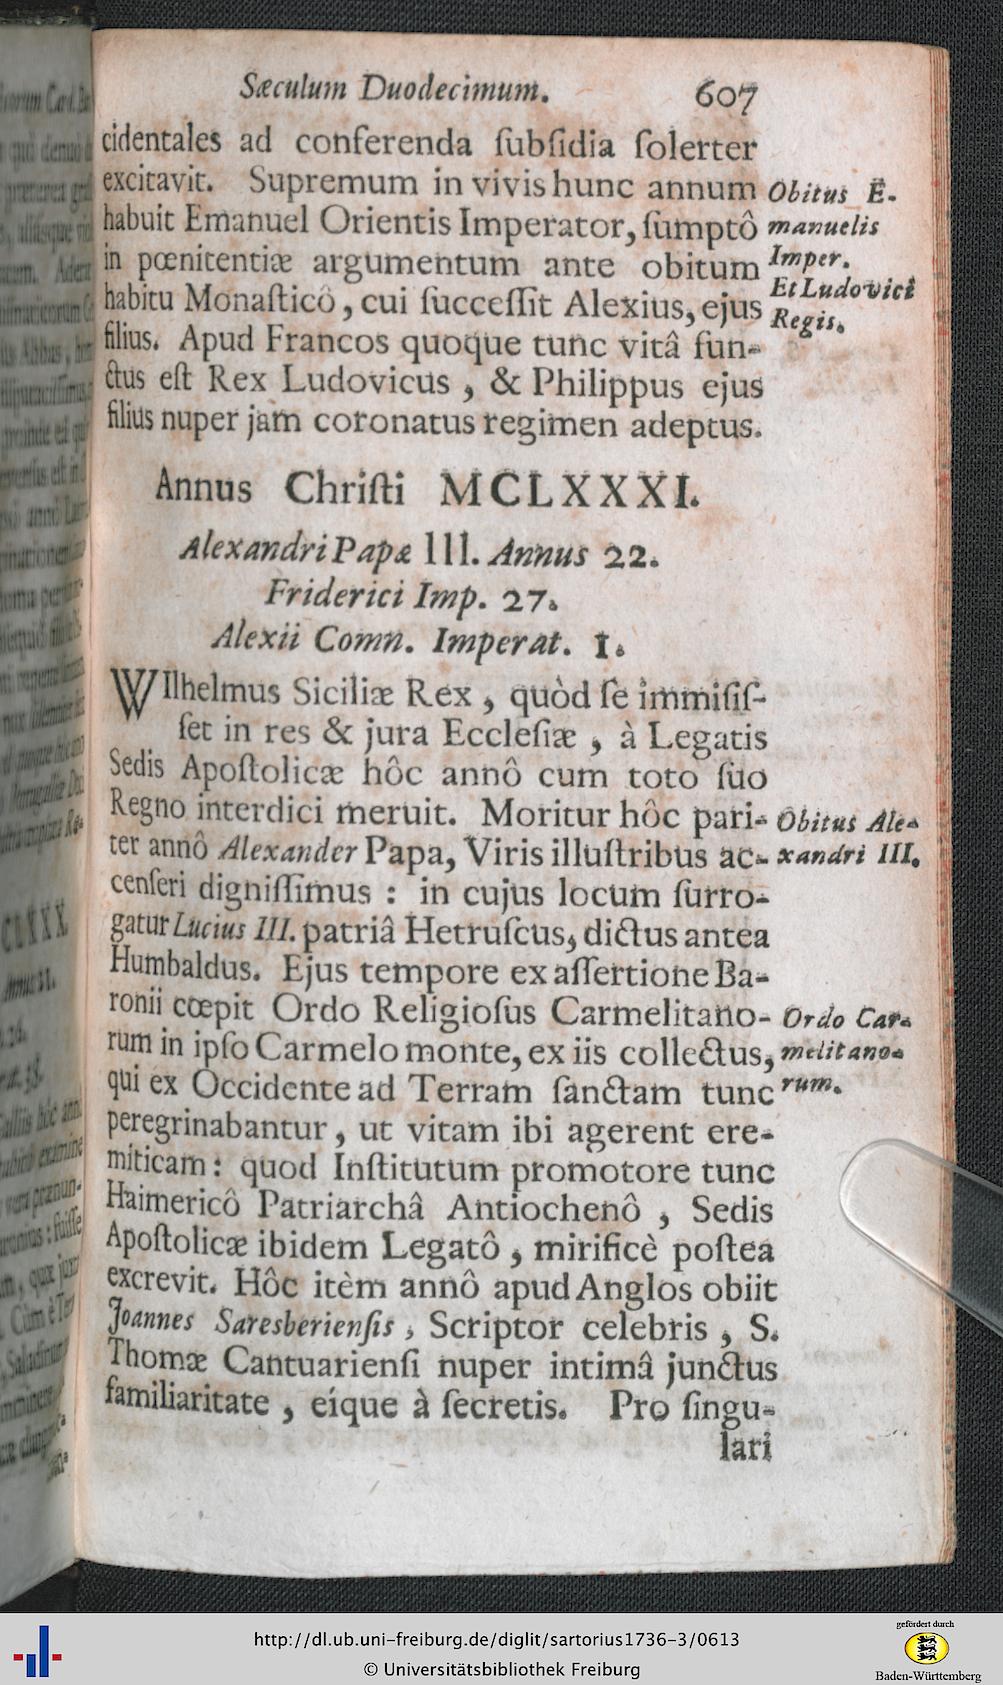 Sæculum Duodecimum. 607
cidentales ad conferenda ſubſidia ſolerter
excitavit. Supremum in vivis hunc annum
habuit Emanuel Orientis Imperator, ſumptô
in pœnitentiæ argumentum ante obitum
habitu Monaſticô, cui ſucceſſit Alexius, ejus
filius. Apud Francos quoque tunc vitâ fun-
ctus eſt Rex Ludovicus, & Philippus ejus
filius nuper jam coronatus regimen adeptus.
Obitus E-
manuelis
Imper.
Et Ludovici
Regis.
Annus Chriſti MCLXXXI.
Alexandri Papæ III. Annus 22.
Friderici Imp. 27.
Alexii Comn. Imperat. 1.
WIlhelmus Siciliæ Rex, quòd ſe immiſiſ-
ſet in res & jura Eccleſiæ, à Legatis
Sedis Apoſtolicæ hôc annô cum toto ſuo
Regno interdici meruit. Moritur hôc pari-
ter annô Alexander Papa, Viris illuſtribus ac-
cenſeri digniſſimus : in cujus locum ſurro-
gatur Lucius III. patriâ Hetruſcus, dictus antea
Humbaldus. Ejus tempore ex aſſertione Ba-
ronii cœpit Ordo Religioſus Carmelitano-
rum in ipſo Carmelo monte, ex iis collectus,
qui ex Occidente ad Terram ſanctam tunc
peregrinabantur, ut vitam ibi agerent ere-
miticam: quod Inſtitutum promotore tunc
Haimericô Patriarchâ Antiochenô, Sedis
Apoſtolicæ ibidem Legatô, mirificè poſtea
excrevit. Hôc itèm annô apud Anglos obiit
Joannes Saresberienſis, Scriptor celebris, S.
Thomæ Cantuarienſi nuper intimâ junctus
familiaritate, eíque à ſecretis. Pro ſingu-
lari
Obitus Ale-
xandri III.
Ordo Car-
melitano-
rum.
http://dl.ub.uni-freiburg.de/diglit/sartorius1736-3/0613
© Universitätsbibliothek Freiburg
gefördert durch
Baden-Württemberg